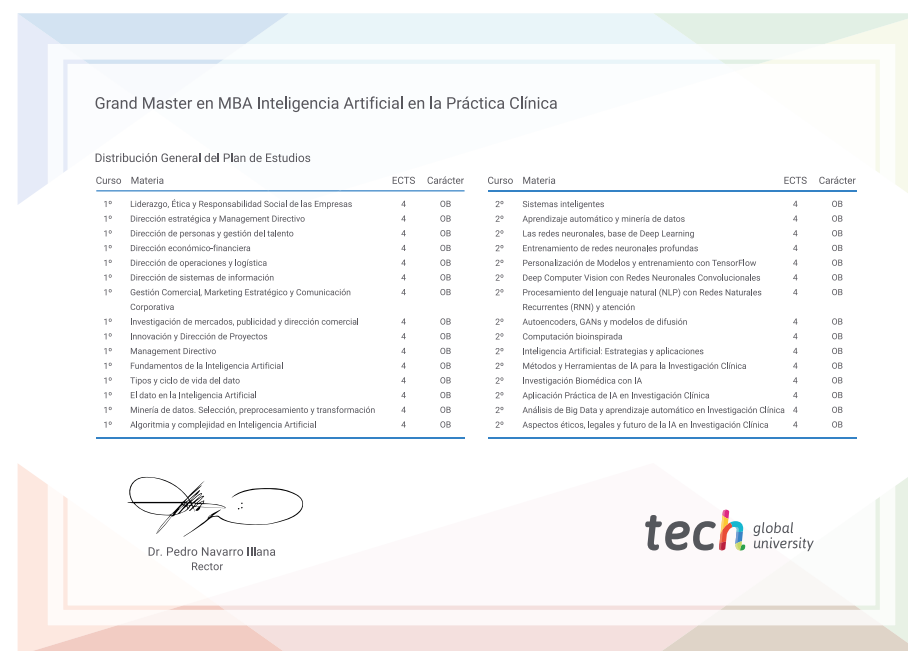 Grand Master en MBA Inteligencia Artificial en la Práctica Clínica
Distribución General del Plan de Estudios
Curso Materia ECTS Carácter
1º Liderazgo, Ética y Responsabilidad Social de las Empresas 4 OB
1º Dirección estratégica y Management Directivo 4 OB
1º Dirección de personas y gestión del talento 4 OB
1º Dirección económico-financiera 4 OB
1º Dirección de operaciones y logística 4 OB
1º Dirección de sistemas de información 4 OB
1º Gestión Comercial, Marketing Estratégico y Comunicación 4 OB
Corporativa
1º Investigación de mercados, publicidad y dirección comercial 4 OB
1º Innovación y Dirección de Proyectos 4 OB
1º Management Directivo 4 OB
1º Fundamentos de la Inteligencia Artificial 4 OB
1º Tipos y ciclo de vida del dato 4 OB
1º El dato en la Inteligencia Artificial 4 OB
1º Minería de datos. Selección, preprocesamiento y transformación 4 OB
1º Algoritmia y complejidad en Inteligencia Artificial 4 OB
Curso Materia ECTS Carácter
2º Sistemas inteligentes 4 OB
2º Aprendizaje automático y minería de datos 4 OB
2º Las redes neuronales, base de Deep Learning 4 OB
2º Entrenamiento de redes neuronales profundas 4 OB
2º Personalización de Modelos y entrenamiento con TensorFlow 4 OB
2º Deep Computer Vision con Redes Neuronales Convolucionales 4 OB
2º Procesamiento del lenguaje natural (NLP) con Redes Naturales 4 OB
Recurrentes (RNN) y atención
2º Autoencoders, GANs y modelos de difusión 4 OB
2º Computación bioinspirada 4 OB
2º Inteligencia Artificial: Estrategias y aplicaciones 4 OB
2º Métodos y Herramientas de IA para la Investigación Clínica 4 OB
2º Investigación Biomédica con IA 4 OB
2º Aplicación Práctica de IA en Investigación Clínica 4 OB
2º Análisis de Big Data y aprendizaje automático en Investigación Clínica 4 OB
2º Aspectos éticos, legales y futuro de la IA en Investigación Clínica 4 OB
Dr. Pedro Navarro Illana
Rector
tech global
university